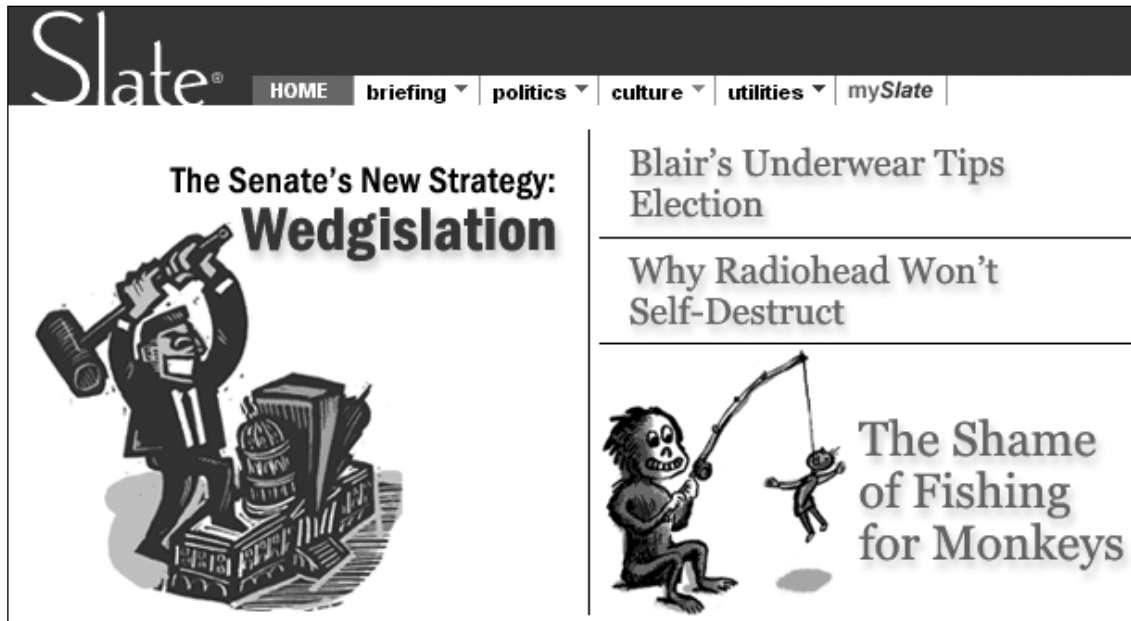 Slate®
HOME briefing politics culture utilities mySlate
The Senate's New Strategy:
Wedgislation
Blair's Underwear Tips
Election
Why Radiohead Won't
Self-Destruct
The Shame
of Fishing
for Monkeys